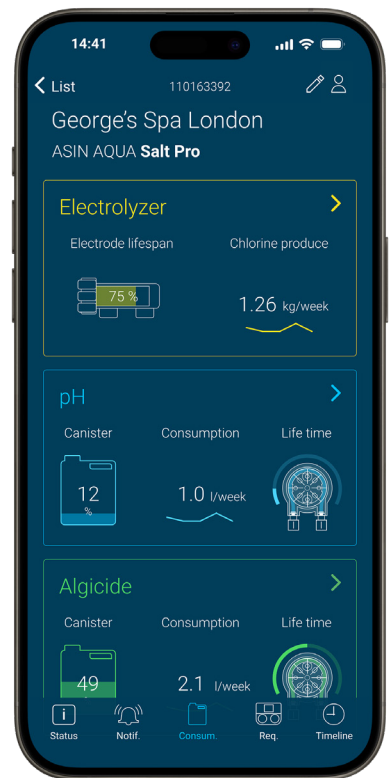 14:41
List 110163392
George's Spa London
ASIN AQUA Salt Pro
Electrolyzer
Electrode lifespan Chlorine produce
75 %
1.26 kg/week
pH
Canister Consumption Life time
12
%
1.0 l/week
Algicide
Canister Consumption Life time
49
2.1 l/week
i
Status Notif. Consum. Req. Timeline